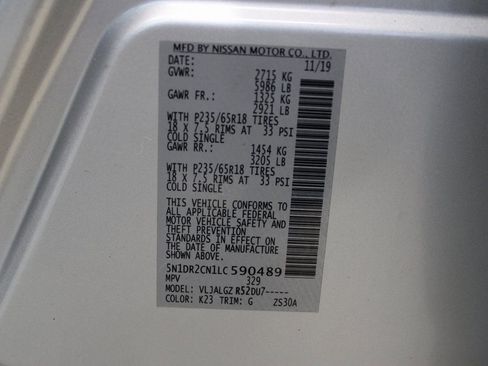 MFD BY NISSAN MOTOR CO., LTD.
DATE: 11/19
GVWR: 2715 KG
5986 LB
GAWR FR.: 1325 KG
2921 LB
WITH P235/65R18 TIRES
18 X 7.5 RIMS AT 33 PSI
COLD SINGLE
GAWR RR.: 1454 KG
3205 LB
WITH P235/65R18 TIRES
18 X 7.5 RIMS AT 33 PSI
COLD SINGLE
THIS VEHICLE CONFORMS TO
ALL APPLICABLE FEDERAL
MOTOR VEHICLE SAFETY AND
THEFT PREVENTION
STANDARDS IN EFFECT ON
THE DATE OF MANUFACTURE
SHOWN ABOVE.
5N1DR2CN1LC590489
MPV 329
MODEL: VLJALGZ R52DU7-----
COLOR: K23 TRIM: G ZS30A